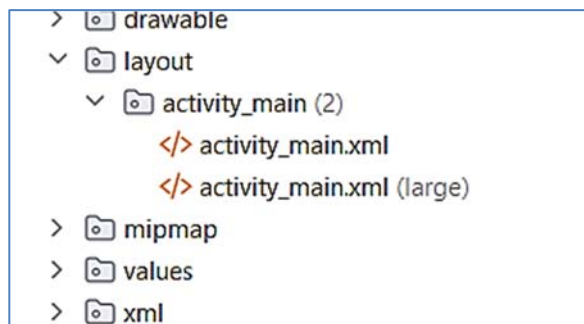 drawable
layout
activity_main (2)
</> activity_main.xml
</> activity_main.xml (large)
mipmap
values
xml